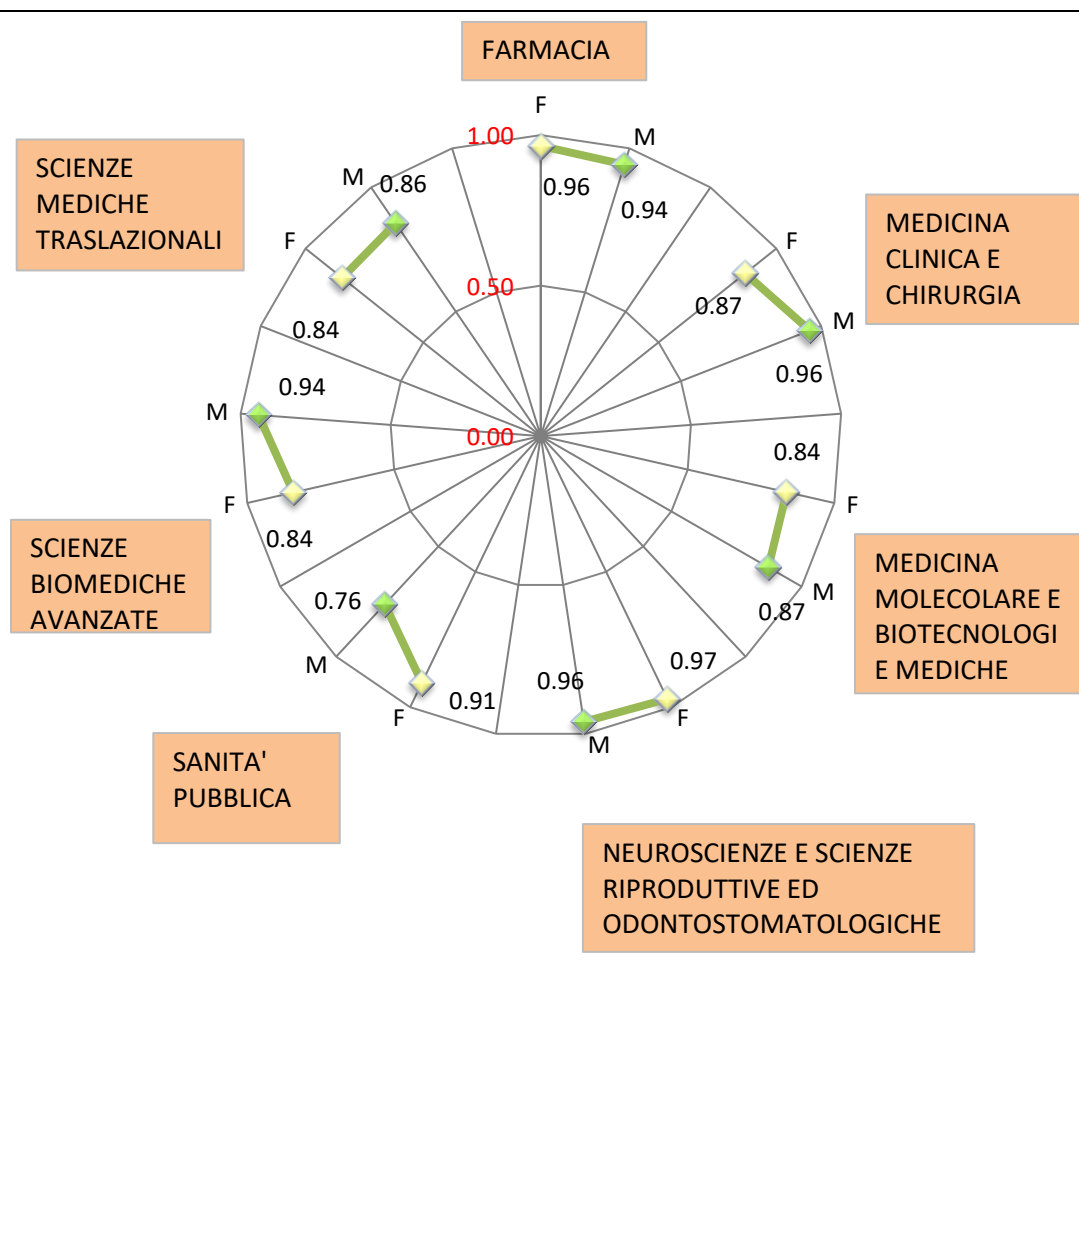 FARMACIA
F
1.00
M
0.96
0.94
SCIENZE
MEDICHE
TRASLAZIONALI
M
0.86
F
0.84
MEDICINA
CLINICA E
CHIRURGIA
F
0.87
M
0.96
0.50
0.94
M
0.00
0.84
F
0.84
F
0.87
M
SCIENZE
BIOMEDICHE
AVANZATE
MEDICINA
MOLECOLARE E
BIOTECNOLOGI
E MEDICHE
0.76
M
0.91
F
0.96
M
0.97
F
SANITA'
PUBBLICA
NEUROSCIENZE E SCIENZE
RIPRODUTTIVE ED
ODONTOSTOMATOLOGICHE